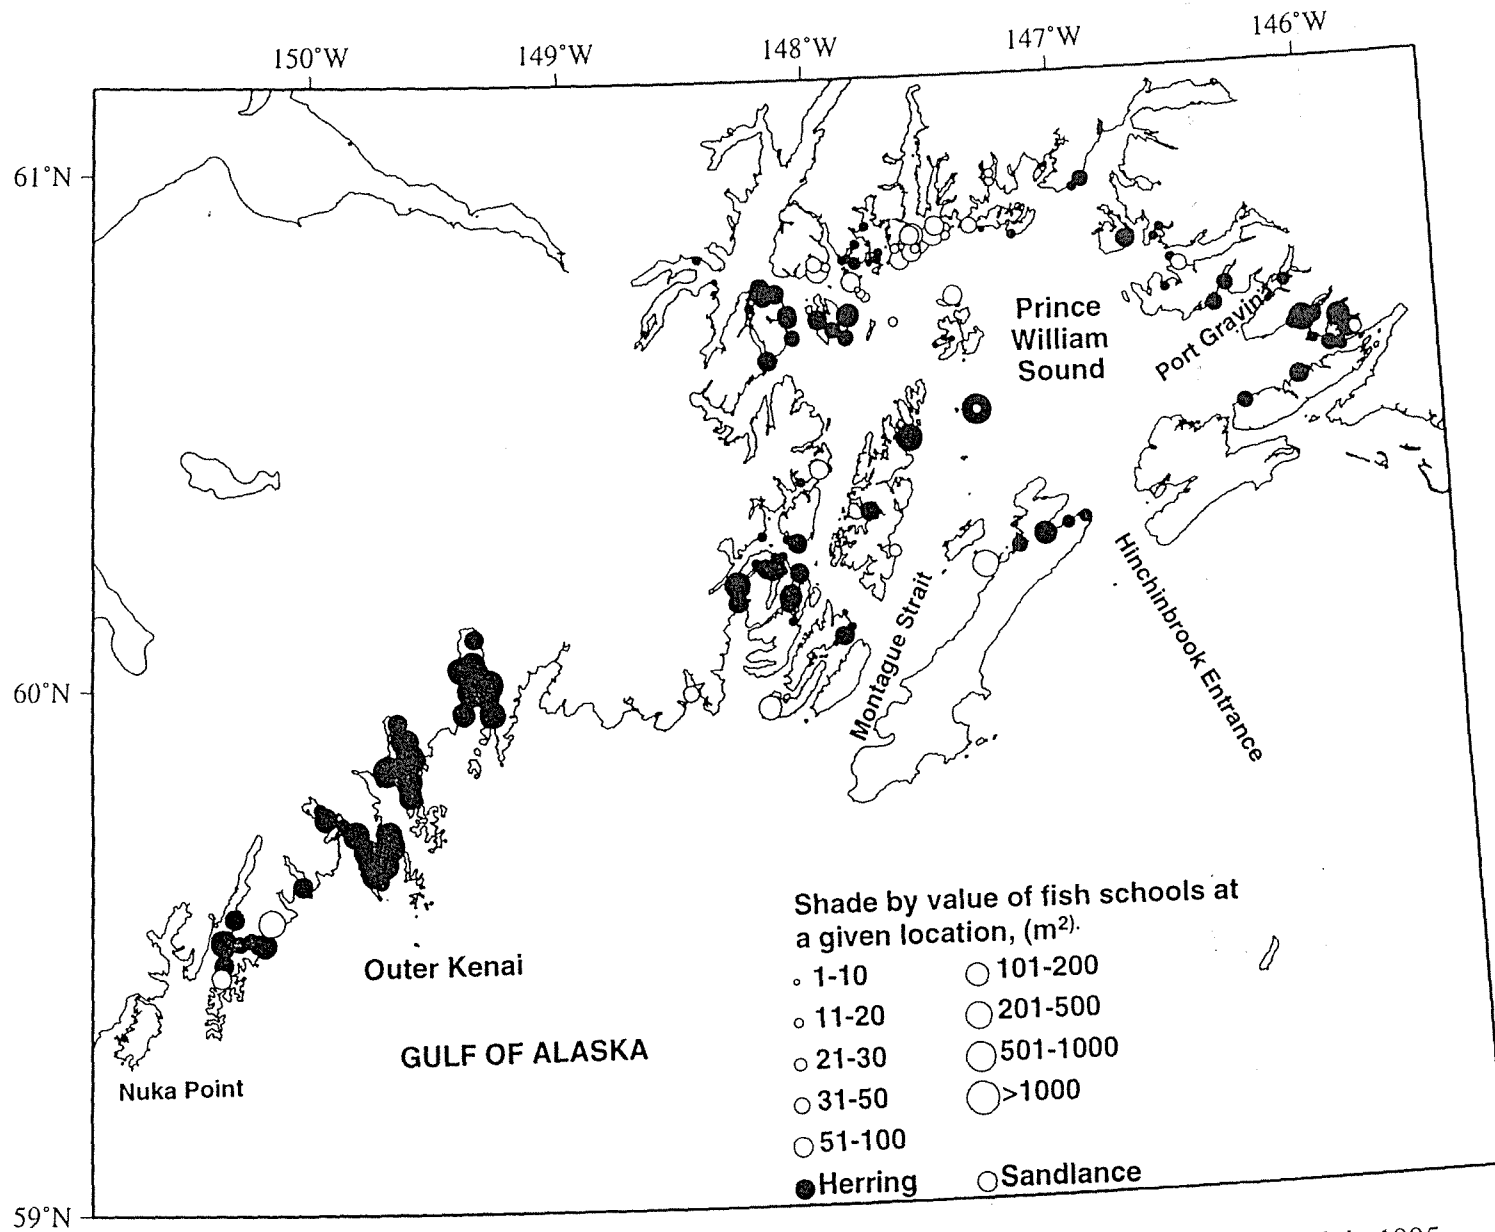 150°W 149°W 148°W 147°W 146°W
61°N
Prince
William
Sound
Port Gravina
Montague Strait
Hinchinbrook Entrance
60°N
Outer Kenai
GULF OF ALASKA
Nuka Point
Shade by value of fish schools at
a given location, (m²).
1-10 101-200
11-20 201-500
21-30 501-1000
31-50 >1000
51-100
Herring Sandlance
59°N